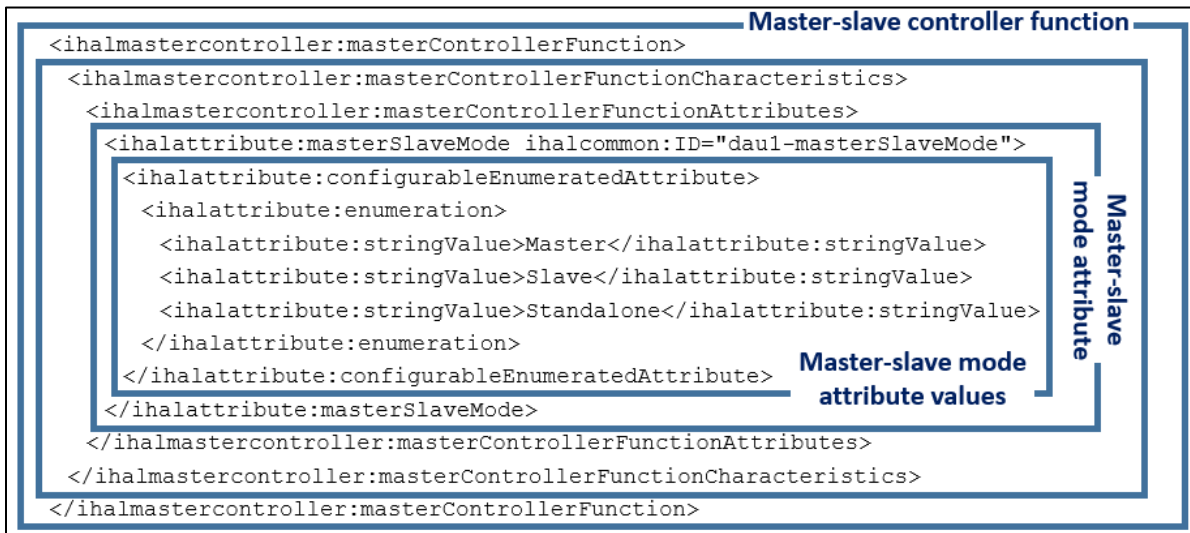 Master-slave controller function
<ihalmastercontroller:masterControllerFunction>
<ihalmastercontroller:masterControllerFunctionCharacteristics>
<ihalmastercontroller:masterControllerFunctionAttributes>
<ihalattribute:masterSlaveMode ihalcommon:ID="dau1-masterSlaveMode">
<ihalattribute:configurableEnumeratedAttribute>
<ihalattribute:enumeration>
<ihalattribute:stringValue>Master</ihalattribute:stringValue>
<ihalattribute:stringValue>Slave</ihalattribute:stringValue>
<ihalattribute:stringValue>Standalone</ihalattribute:stringValue>
</ihalattribute:enumeration>
</ihalattribute:configurableEnumeratedAttribute>
Master-slave mode
attribute values
</ihalattribute:masterSlaveMode>
Master-slave
mode attribute
</ihalmastercontroller:masterControllerFunctionAttributes>
</ihalmastercontroller:masterControllerFunctionCharacteristics>
</ihalmastercontroller:masterControllerFunction>